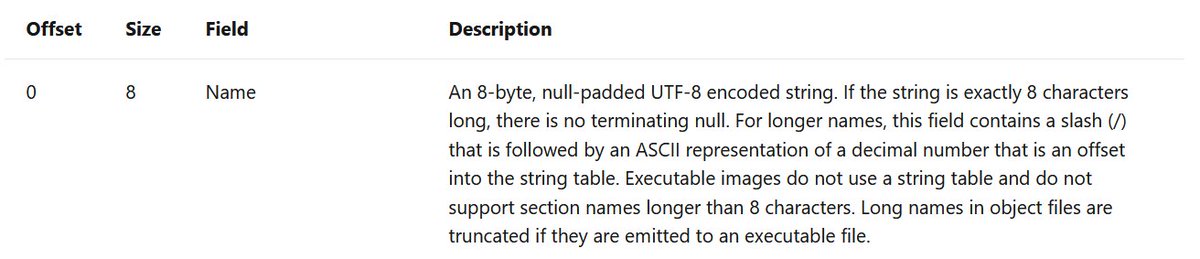 Offset Size Field Description
0 8 Name An 8-byte, null-padded UTF-8 encoded string. If the string is exactly 8 characters
long, there is no terminating null. For longer names, this field contains a slash (/)
that is followed by an ASCII representation of a decimal number that is an offset
into the string table. Executable images do not use a string table and do not
support section names longer than 8 characters. Long names in object files are
truncated if they are emitted to an executable file.